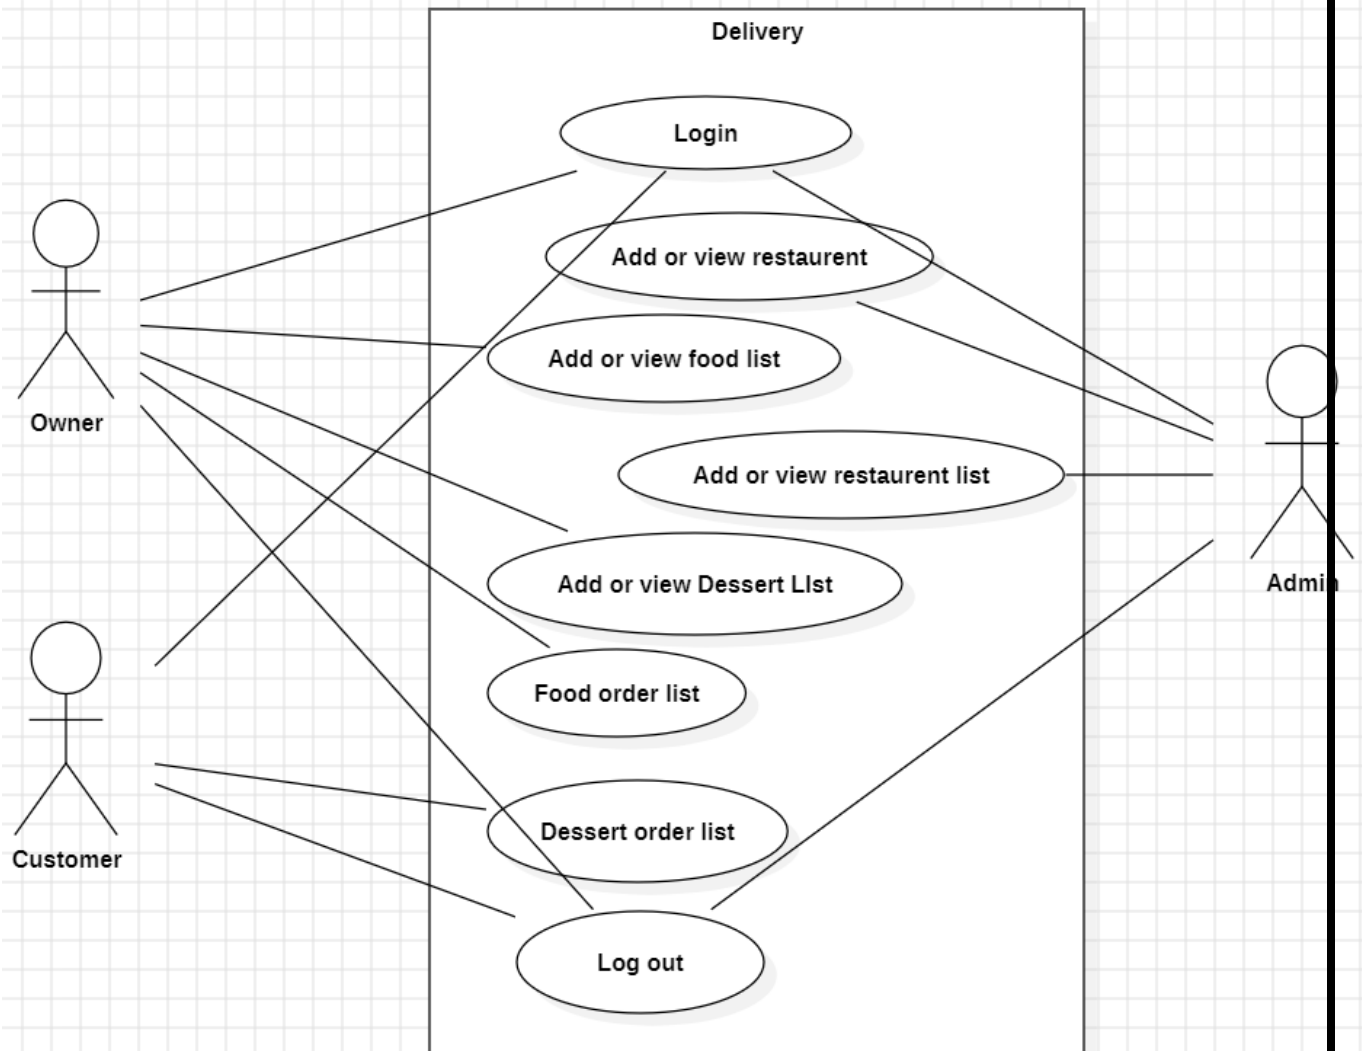 Delivery
Login
Add or view restaurent
Add or view food list
Owner
Add or view restaurent list
Admin
Add or view Dessert LIst
Food order list
Dessert order list
Customer
Log out